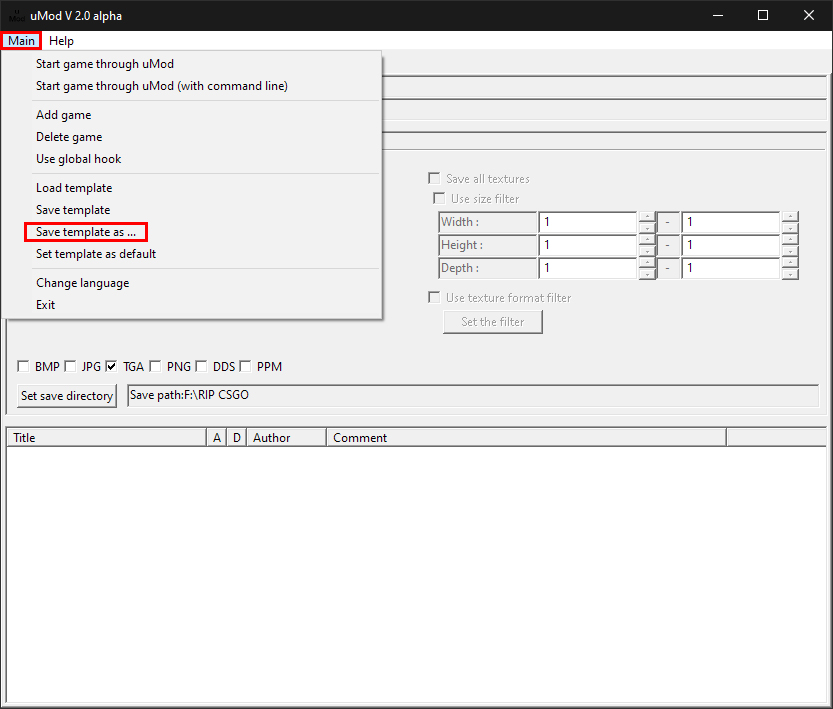 uMod V 2.0 alpha
Main Help
Start game through uMod
Start game through uMod (with command line)
Add game
Delete game
Use global hook
Load template
Save template
Save template as ...
Set template as default
Change language
Exit
Save all textures
Use size filter
Width : 1 - 1
Height : 1 - 1
Depth : 1 - 1
Use texture format filter
Set the filter
BMP JPG TGA PNG DDS PPM
Set save directory Save path:F:\RIP CSGO
Title A D Author Comment